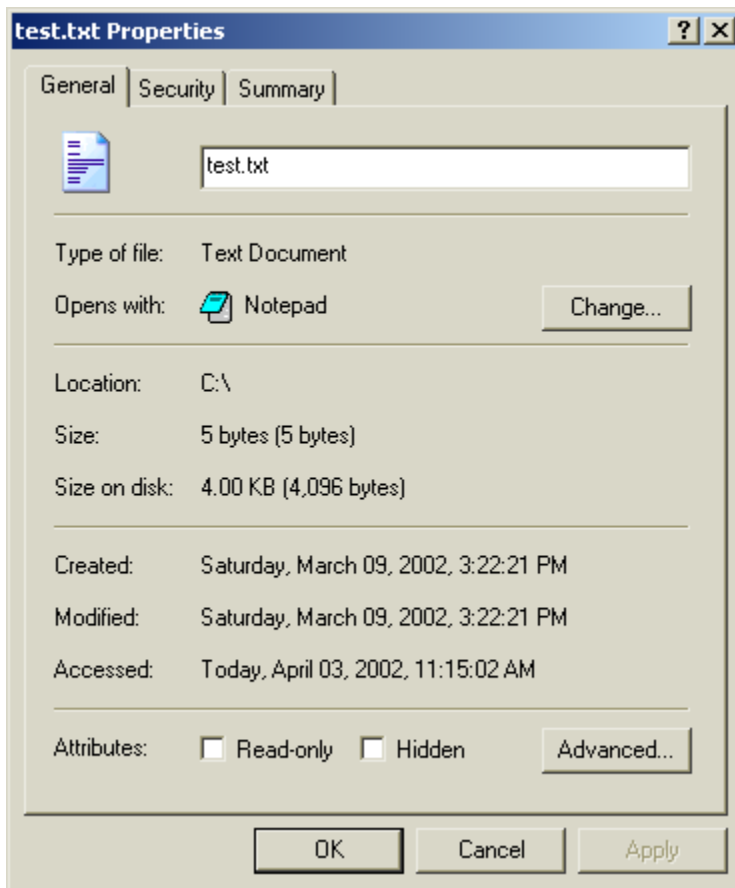 test.txt Properties
General Security Summary
test.txt
Type of file: Text Document
Opens with: Notepad Change...
Location: C:\
Size: 5 bytes (5 bytes)
Size on disk: 4.00 KB (4,096 bytes)
Created: Saturday, March 09, 2002, 3:22:21 PM
Modified: Saturday, March 09, 2002, 3:22:21 PM
Accessed: Today, April 03, 2002, 11:15:02 AM
Attributes: Read-only Hidden Advanced...
OK Cancel Apply